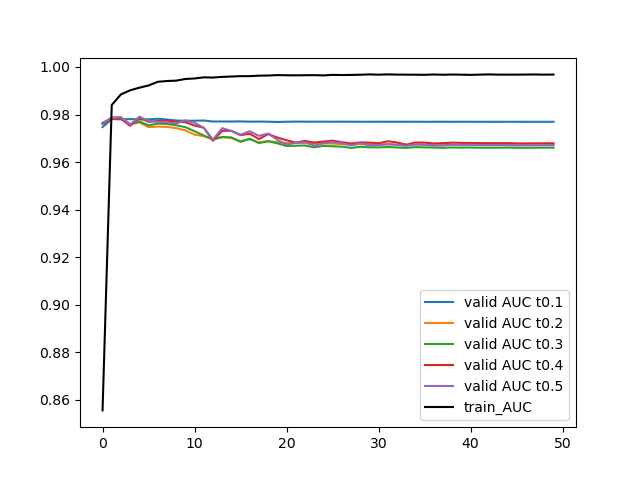 1.00
0.98
0.96
0.94
0.92
0.90
0.88
0.86
valid AUC t0.1
valid AUC t0.2
valid AUC t0.3
valid AUC t0.4
valid AUC t0.5
train_AUC
0 10 20 30 40 50